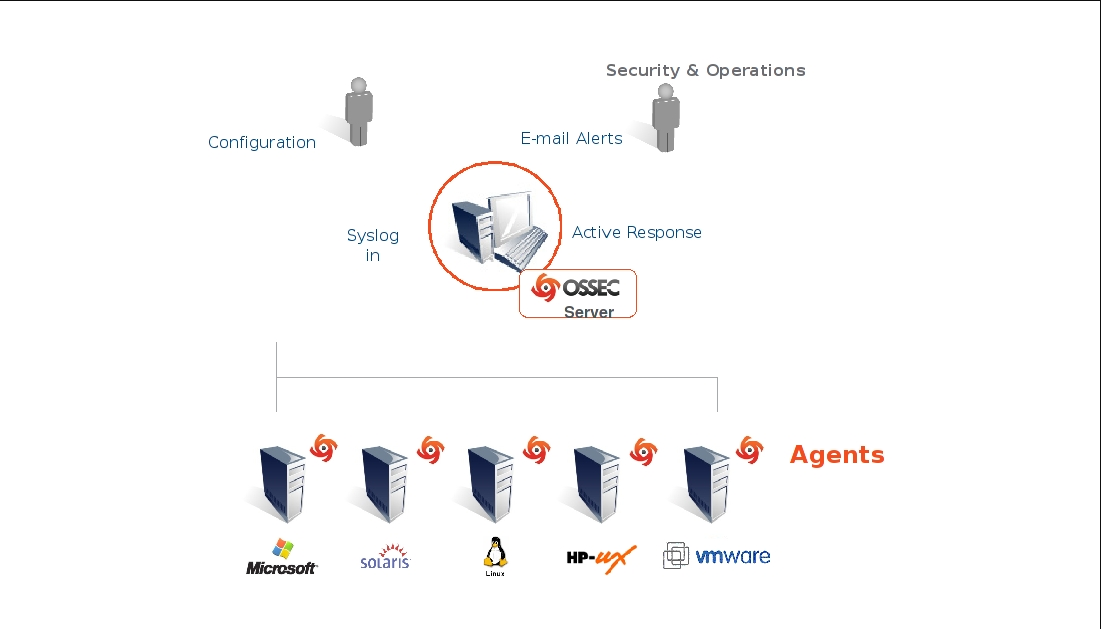 Security & Operations
Configuration
E-mail Alerts
Syslog
in
Active Response
OSSEC
Server
Agents
Microsoft
solaris
Linux
HP-UX
vmware